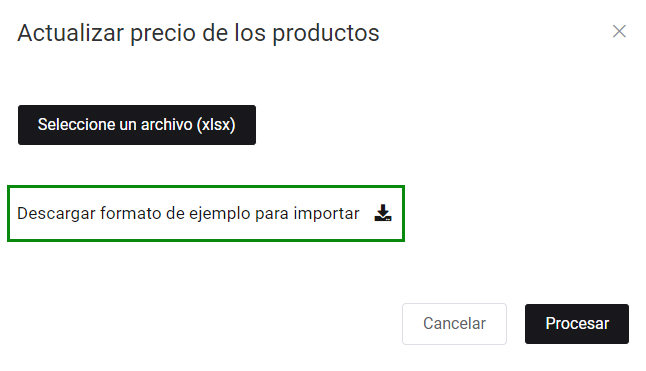 Actualizar precio de los productos
Seleccione un archivo (xlsx)
Descargar formato de ejemplo para importar
Cancelar
Procesar